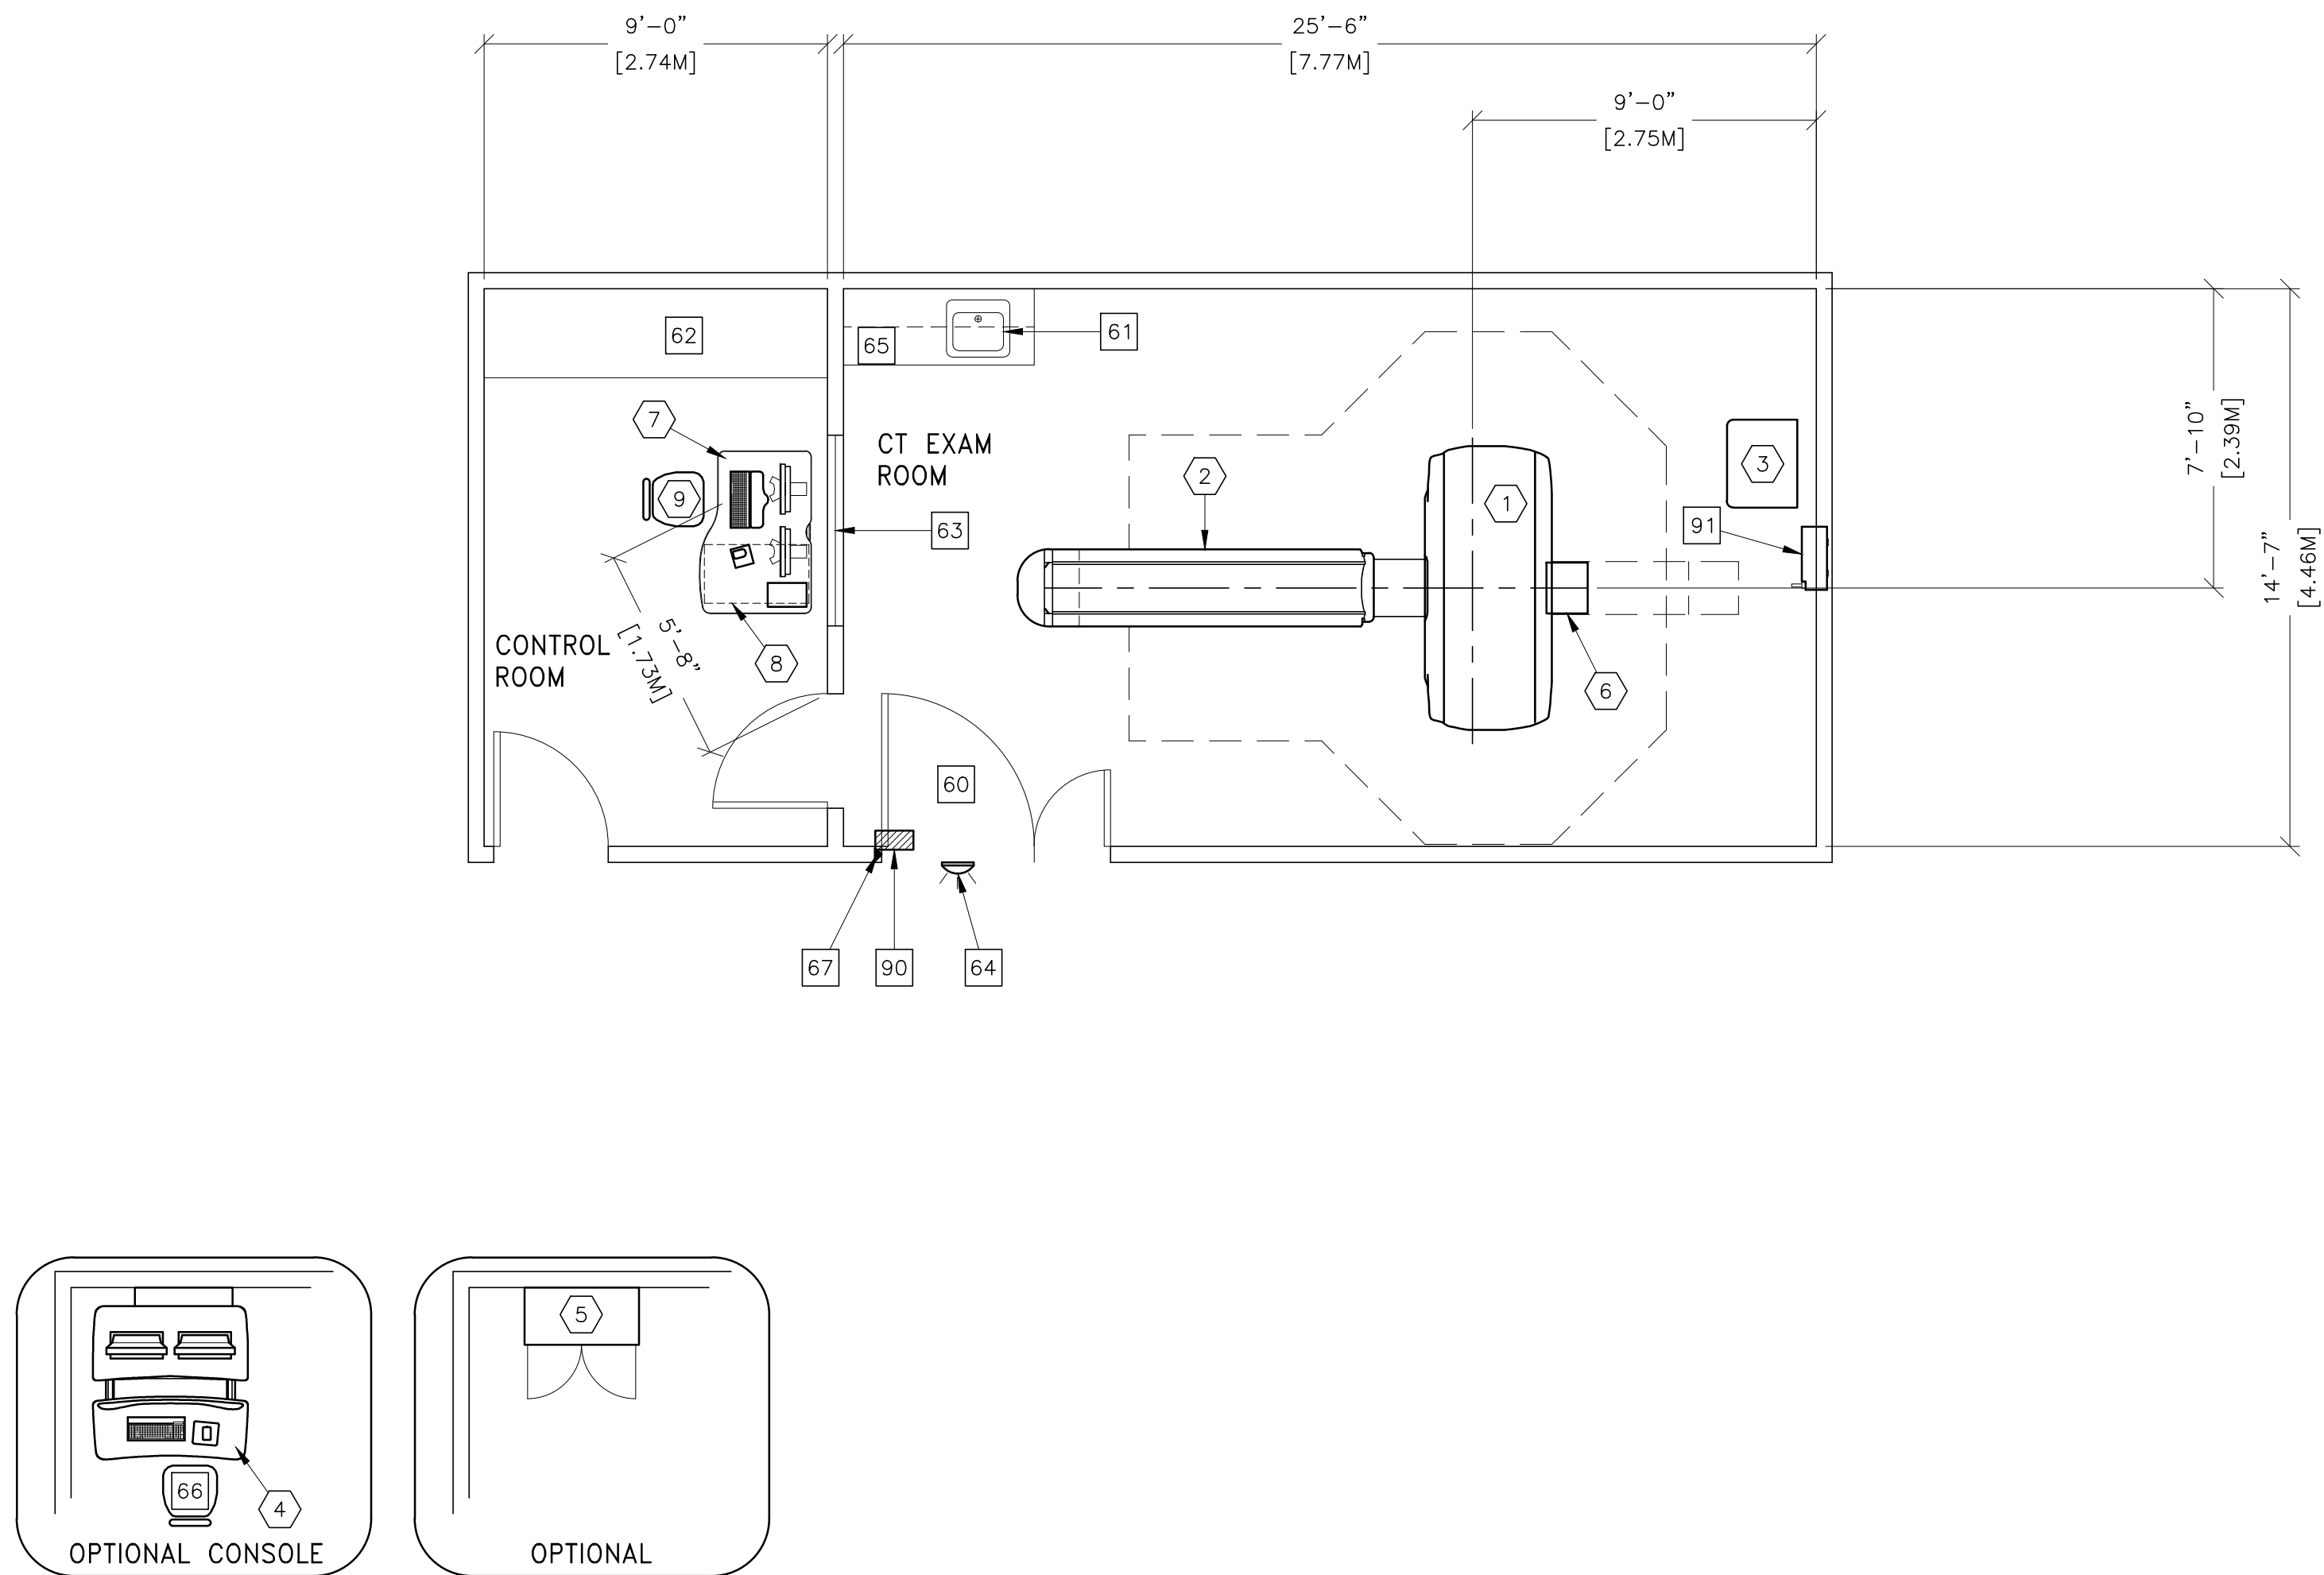 9'-0"
[2.74M]
25'-6"
[7.77M]
9'-0"
[2.75M]
62
65
61
7
CT EXAM
ROOM
2
9
1
3
63
91
7'-10"
[2.39M]
14'-7"
[4.46M]
CONTROL
ROOM
5'-8"
[1.73M]
8
6
60
67
90
64
5
66
4
OPTIONAL CONSOLE
OPTIONAL